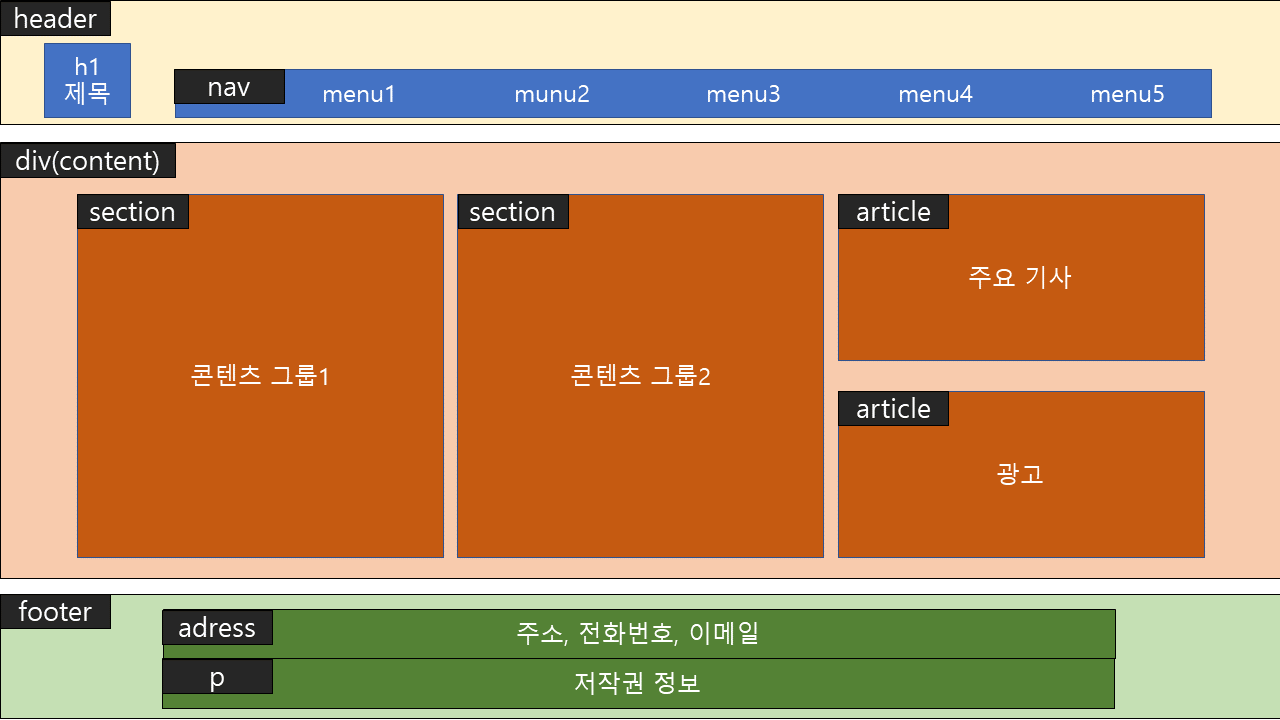 header
h1
제목
nav
menu1
munu2
menu3
menu4
menu5
div(content)
section
콘텐츠 그룹1
section
콘텐츠 그룹2
article
주요 기사
article
광고
footer
adress
주소, 전화번호, 이메일
p
저작권 정보